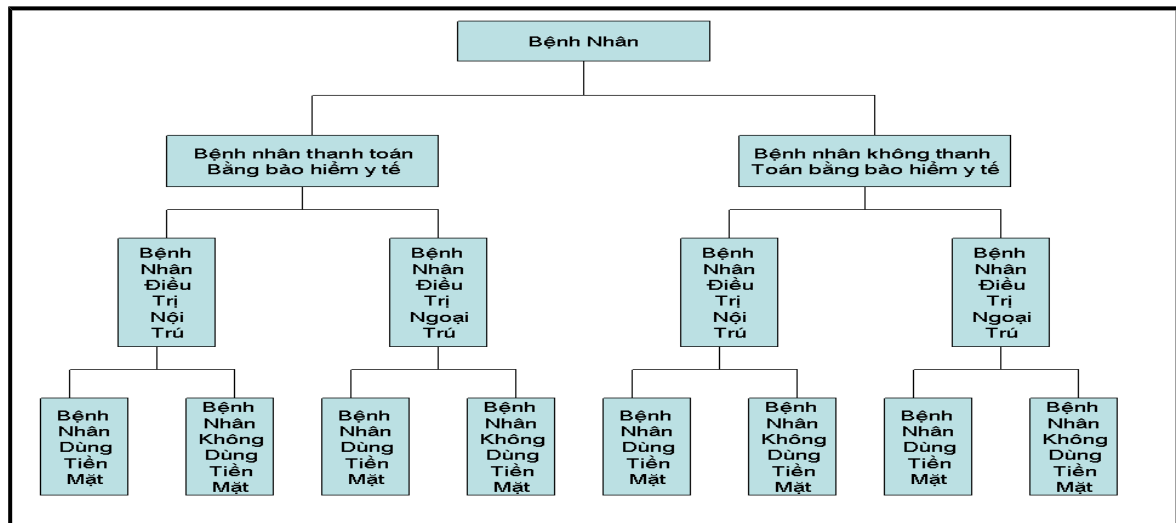 Bệnh Nhân
Bệnh nhân thanh toán
Bằng bảo hiểm y tế
Bệnh nhân không thanh
Toán bằng bảo hiểm y tế
Bệnh
Nhân
Điều
Trị
Nội
Trú
Bệnh
Nhân
Điều
Trị
Ngoại
Trú
Bệnh
Nhân
Điều
Trị
Nội
Trú
Bệnh
Nhân
Điều
Trị
Ngoại
Trú
Bệnh
Nhân
Dùng
Tiền
Mặt
Bệnh
Nhân
Không
Dùng
Tiền
Mặt
Bệnh
Nhân
Dùng
Tiền
Mặt
Bệnh
Nhân
Không
Dùng
Tiền
Mặt
Bệnh
Nhân
Dùng
Tiền
Mặt
Bệnh
Nhân
Không
Dùng
Tiền
Mặt
Bệnh
Nhân
Dùng
Tiền
Mặt
Bệnh
Nhân
Không
Dùng
Tiền
Mặt